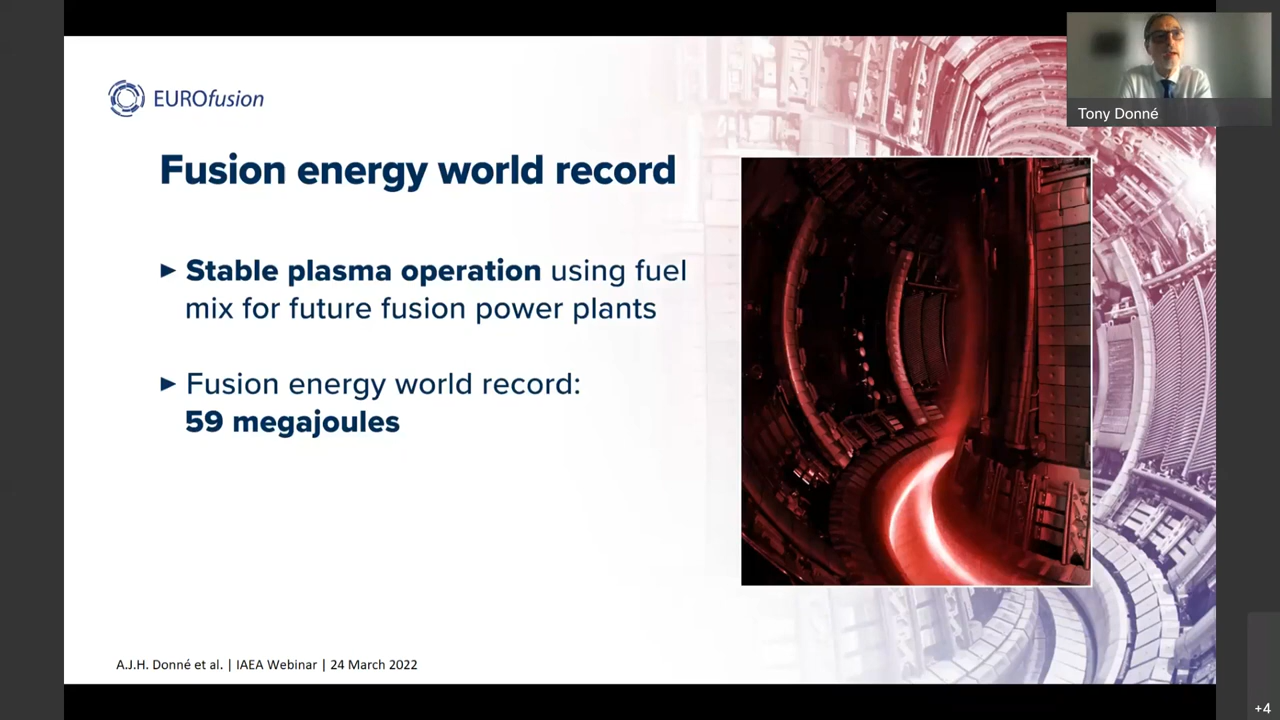 EUROfusion
Tony Donné
Fusion energy world record
► Stable plasma operation using fuel
mix for future fusion power plants
► Fusion energy world record:
59 megajoules
A.J.H. Donné et al. | IAEA Webinar | 24 March 2022
+4